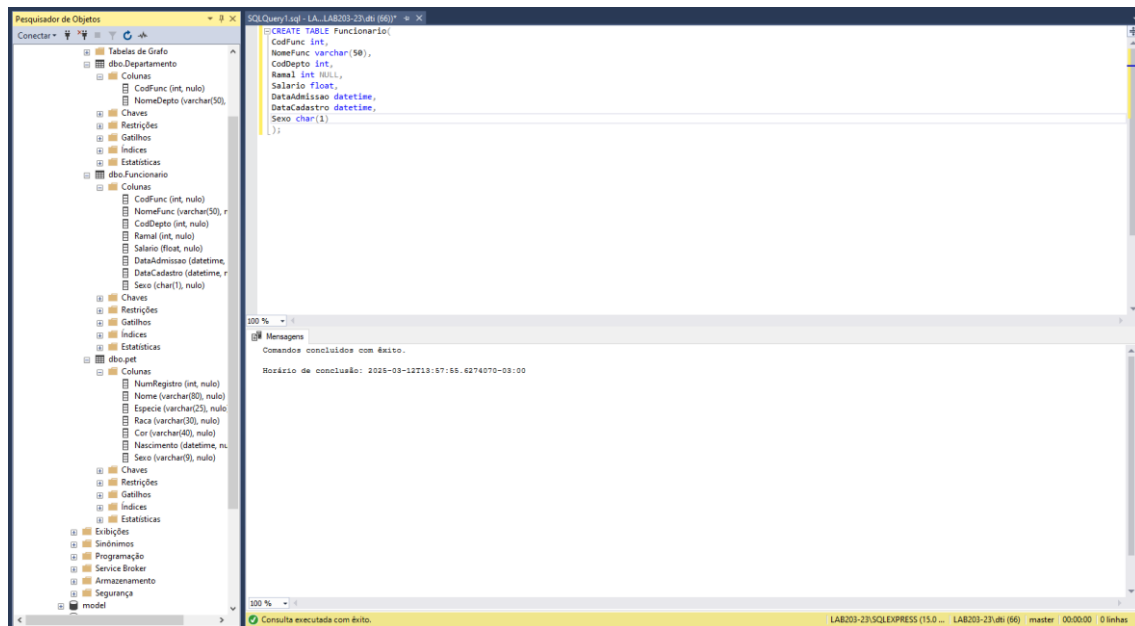 Pesquisador de Objetos
Conectar
Tabelas de Grafo
dbo.Departamento
Colunas
CodFunc (int, nulo)
NomeDepto (varchar(50),
Chaves
Restrições
Gatilhos
Índices
Estatísticas
dbo.Funcionario
Colunas
CodFunc (int, nulo)
NomeFunc (varchar(50), n
CodDepto (int, nulo)
Ramal (int, nulo)
Salario (float, nulo)
DataAdmissao (datetime,
DataCadastro (datetime, n
Sexo (char(1), nulo)
Chaves
Restrições
Gatilhos
Índices
Estatísticas
dbo.pet
Colunas
NumRegistro (int, nulo)
Nome (varchar(80), nulo)
Especie (varchar(25), nulo
Raca (varchar(30), nulo)
Cor (varchar(40), nulo)
Nascimento (datetime, nu
Sexo (varchar(9), nulo)
Chaves
Restrições
Gatilhos
Índices
Estatísticas
Exibições
Sinônimos
Programação
Service Broker
Armazenamento
Segurança
model
SQLQuery1.sql - LA...LAB203-23\dti (66))*
CREATE TABLE Funcionario(
CodFunc int,
NomeFunc varchar(50),
CodDepto int,
Ramal int NULL,
Salario float,
DataAdmissao datetime,
DataCadastro datetime,
Sexo char(1)
);
100 %
Mensagens
Comandos concluídos com êxito.
Horário de conclusão: 2025-03-12T13:57:55.6274070-03:00
100 %
Consulta executada com êxito.
LAB203-23\SQLEXPRESS (15.0 ...
LAB203-23\dti (66)
master
00:00:00
0 linhas